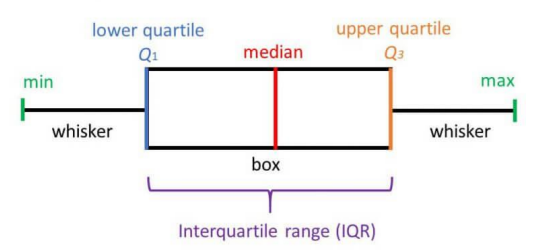 lower quartile
Q1
median
upper quartile
Q3
min
max
whisker
whisker
box
Interquartile range (IQR)